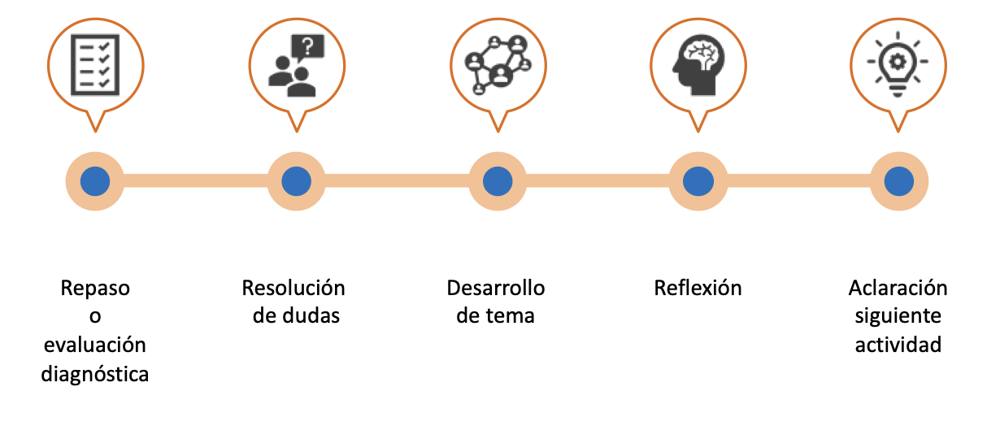 ?
Repaso
o
evaluación
diagnóstica
Resolución
de dudas
Desarrollo
de tema
Reflexión
Aclaración
siguiente
actividad